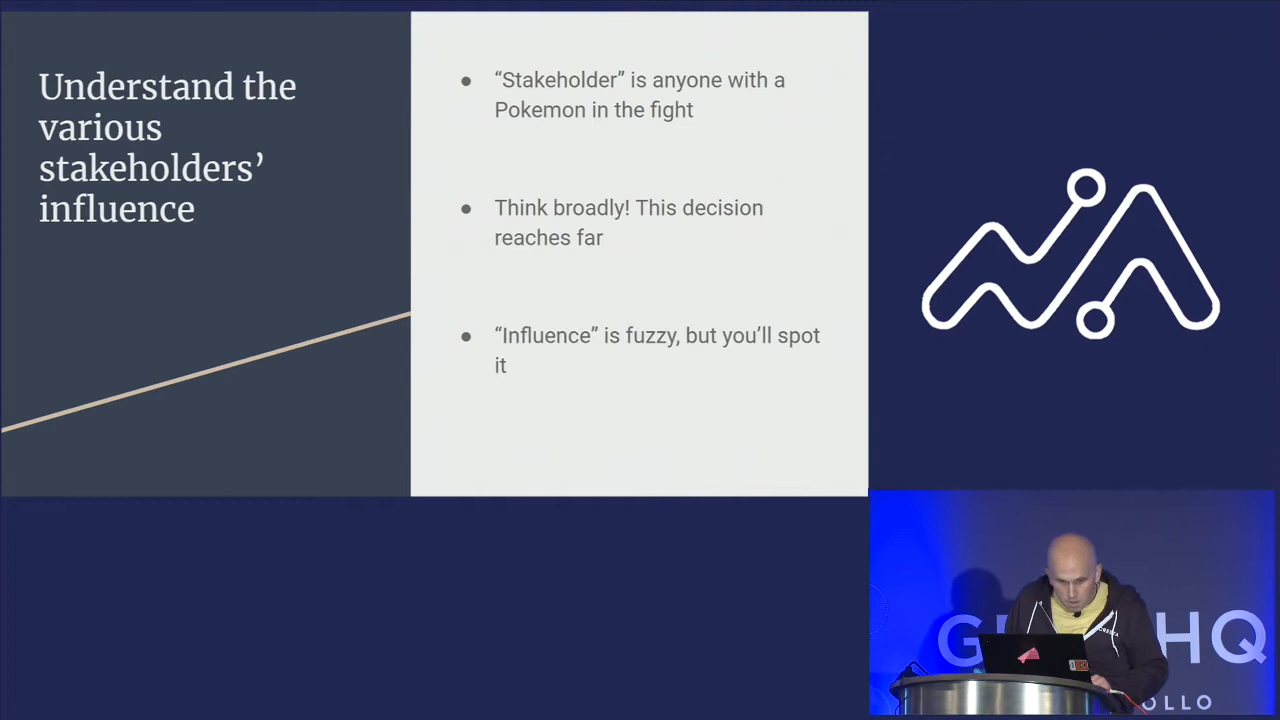 Understand the
various
stakeholders’
influence
● “Stakeholder” is anyone with a
Pokemon in the fight
● Think broadly! This decision
reaches far
● “Influence” is fuzzy, but you’ll spot
it
G
HQ
OLLO